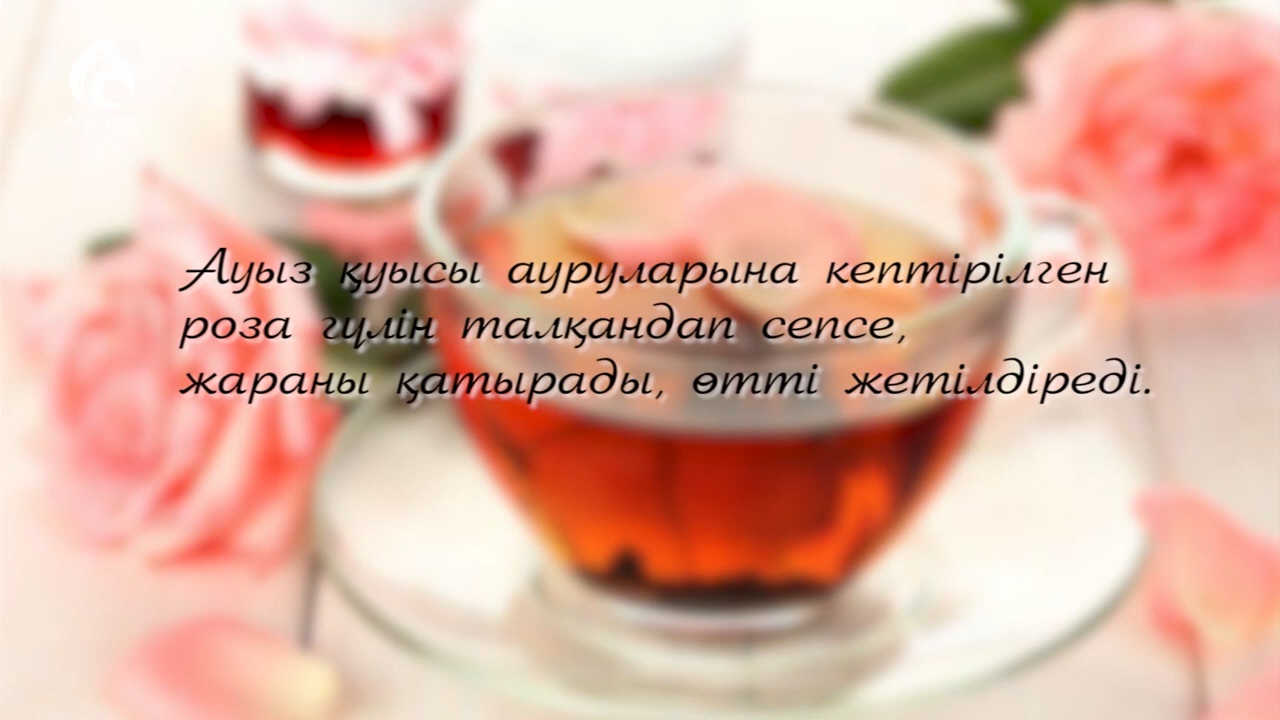 Ауыз қуысы ауруларына кептірілген
роза гүлін талқандап сепсе,
жараны қатырады, өтті жетілдіреді.